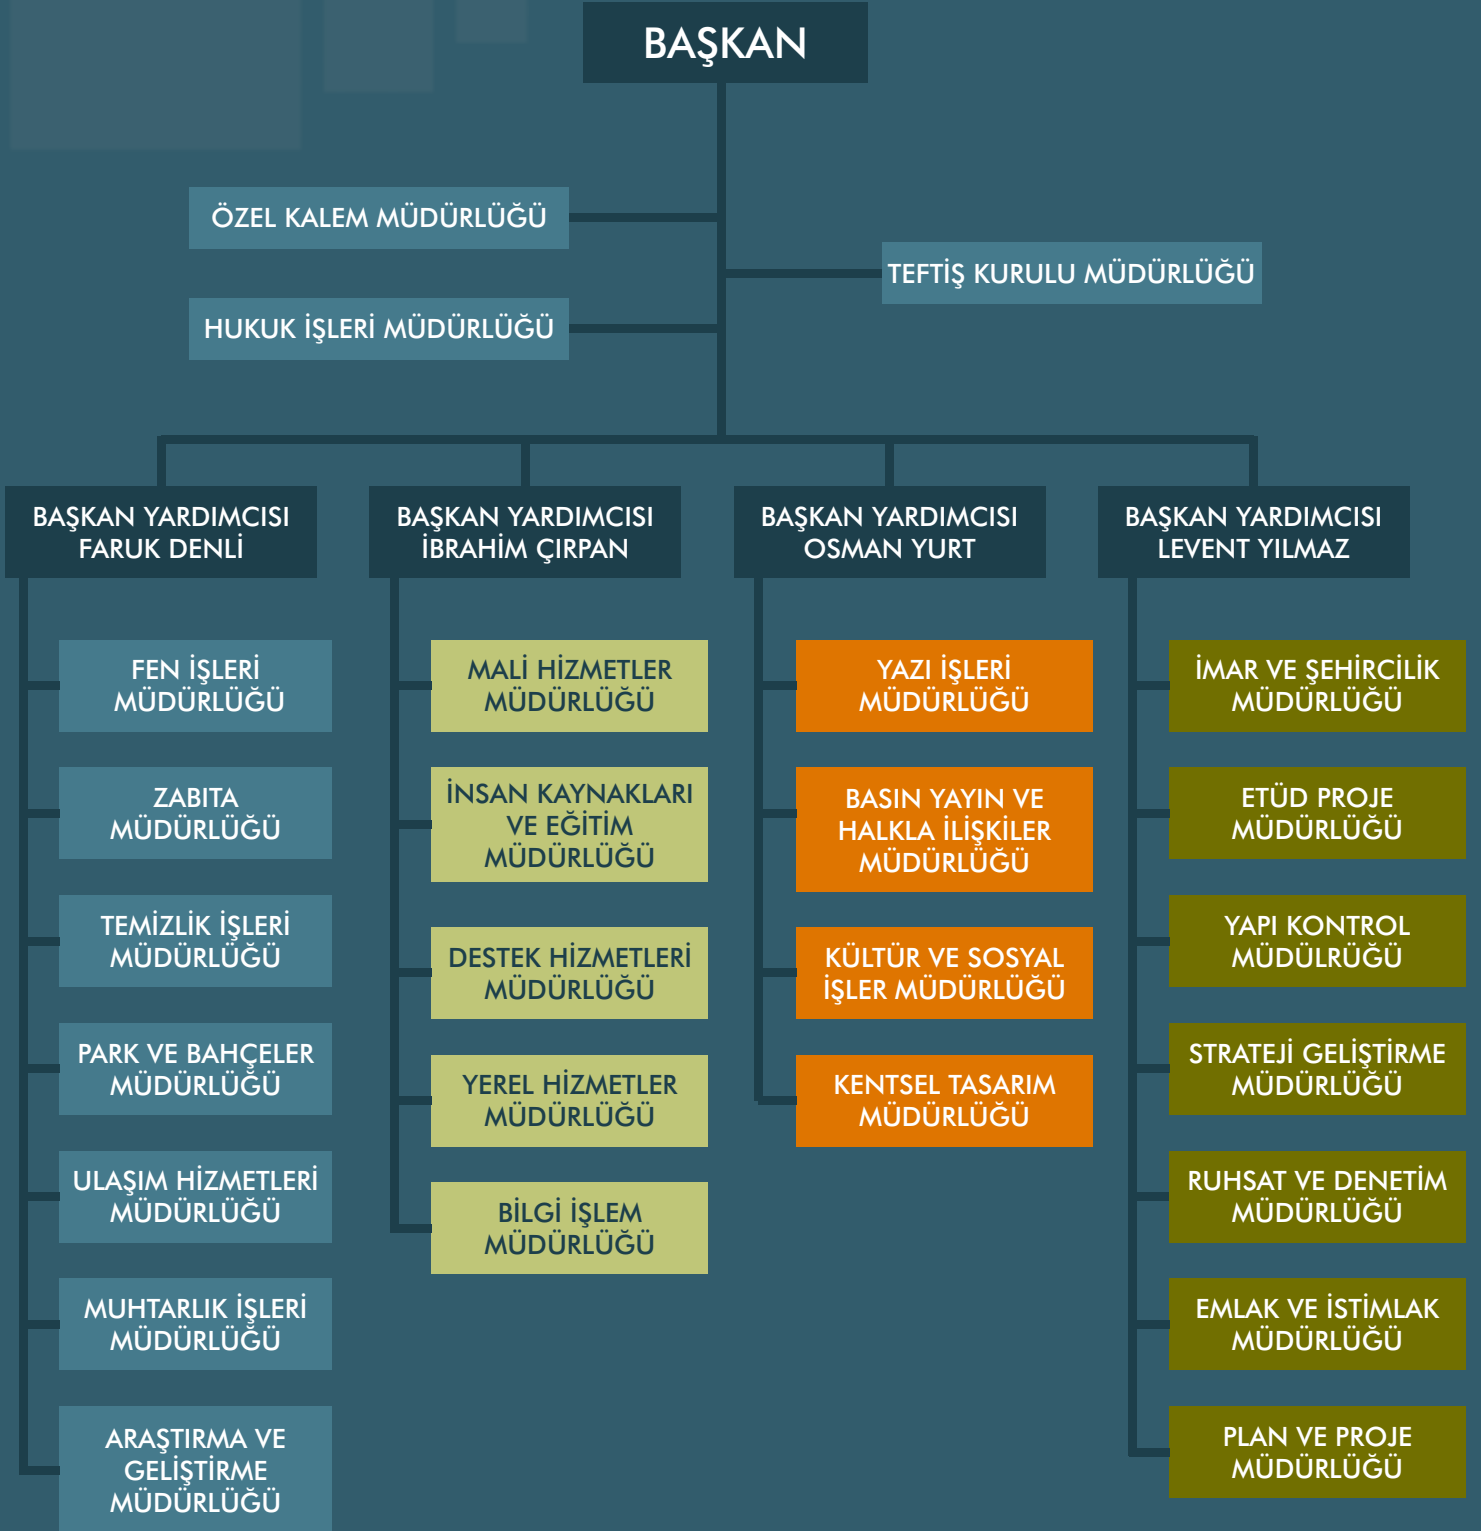 BAŞKAN
ÖZEL KALEM MÜDÜRLÜĞÜ
TEFTİŞ KURULU MÜDÜRLÜĞÜ
HUKUK İŞLERİ MÜDÜRLÜĞÜ
BAŞKAN YARDIMCISI
FARUK DENLİ
FEN İŞLERİ
MÜDÜRLÜĞÜ
ZABITA
MÜDÜRLÜĞÜ
TEMİZLİK İŞLERİ
MÜDÜRLÜĞÜ
PARK VE BAHÇELER
MÜDÜRLÜĞÜ
ULAŞIM HİZMETLERİ
MÜDÜRLÜĞÜ
MUHTARLIK İŞLERİ
MÜDÜRLÜĞÜ
ARAŞTIRMA VE
GELİŞTİRME
MÜDÜRLÜĞÜ
BAŞKAN YARDIMCISI
İBRAHİM ÇIRPAN
MALİ HİZMETLER
MÜDÜRLÜĞÜ
İNSAN KAYNAKLARI
VE EĞİTİM
MÜDÜRLÜĞÜ
DESTEK HİZMETLERİ
MÜDÜRLÜĞÜ
YEREL HİZMETLER
MÜDÜRLÜĞÜ
BİLGİ İŞLEM
MÜDÜRLÜĞÜ
BAŞKAN YARDIMCISI
OSMAN YURT
YAZI İŞLERİ
MÜDÜRLÜĞÜ
BASIN YAYIN VE
HALKLA İLİŞKİLER
MÜDÜRLÜĞÜ
KÜLTÜR VE SOSYAL
İŞLER MÜDÜRLÜĞÜ
KENTSEL TASARIM
MÜDÜRLÜĞÜ
BAŞKAN YARDIMCISI
LEVENT YILMAZ
İMAR VE ŞEHİRCİLİK
MÜDÜRLÜĞÜ
ETÜD PROJE
MÜDÜRLÜĞÜ
YAPI KONTROL
MÜDÜLRÜĞÜ
STRATEJİ GELİŞTİRME
MÜDÜRLÜĞÜ
RUHSAT VE DENETİM
MÜDÜRLÜĞÜ
EMLAK VE İSTİMLAK
MÜDÜRLÜĞÜ
PLAN VE PROJE
MÜDÜRLÜĞÜ